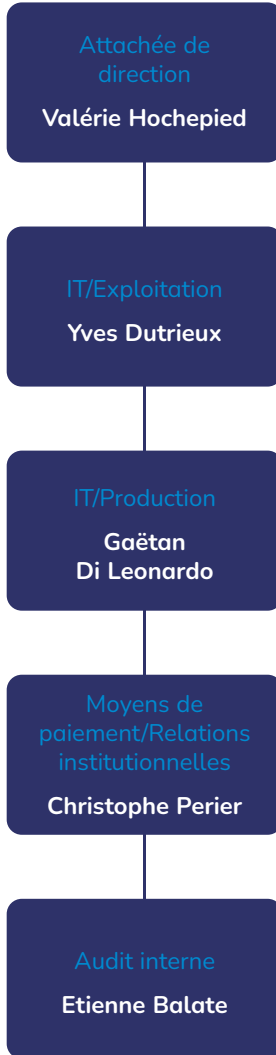 Attachée de
direction
Valérie Hochepied
IT/Exploitation
Yves Dutrieux
IT/Production
Gaëtan
Di Leonardo
Moyens de
paiement/Relations
institutionnelles
Christophe Perier
Audit interne
Etienne Balate